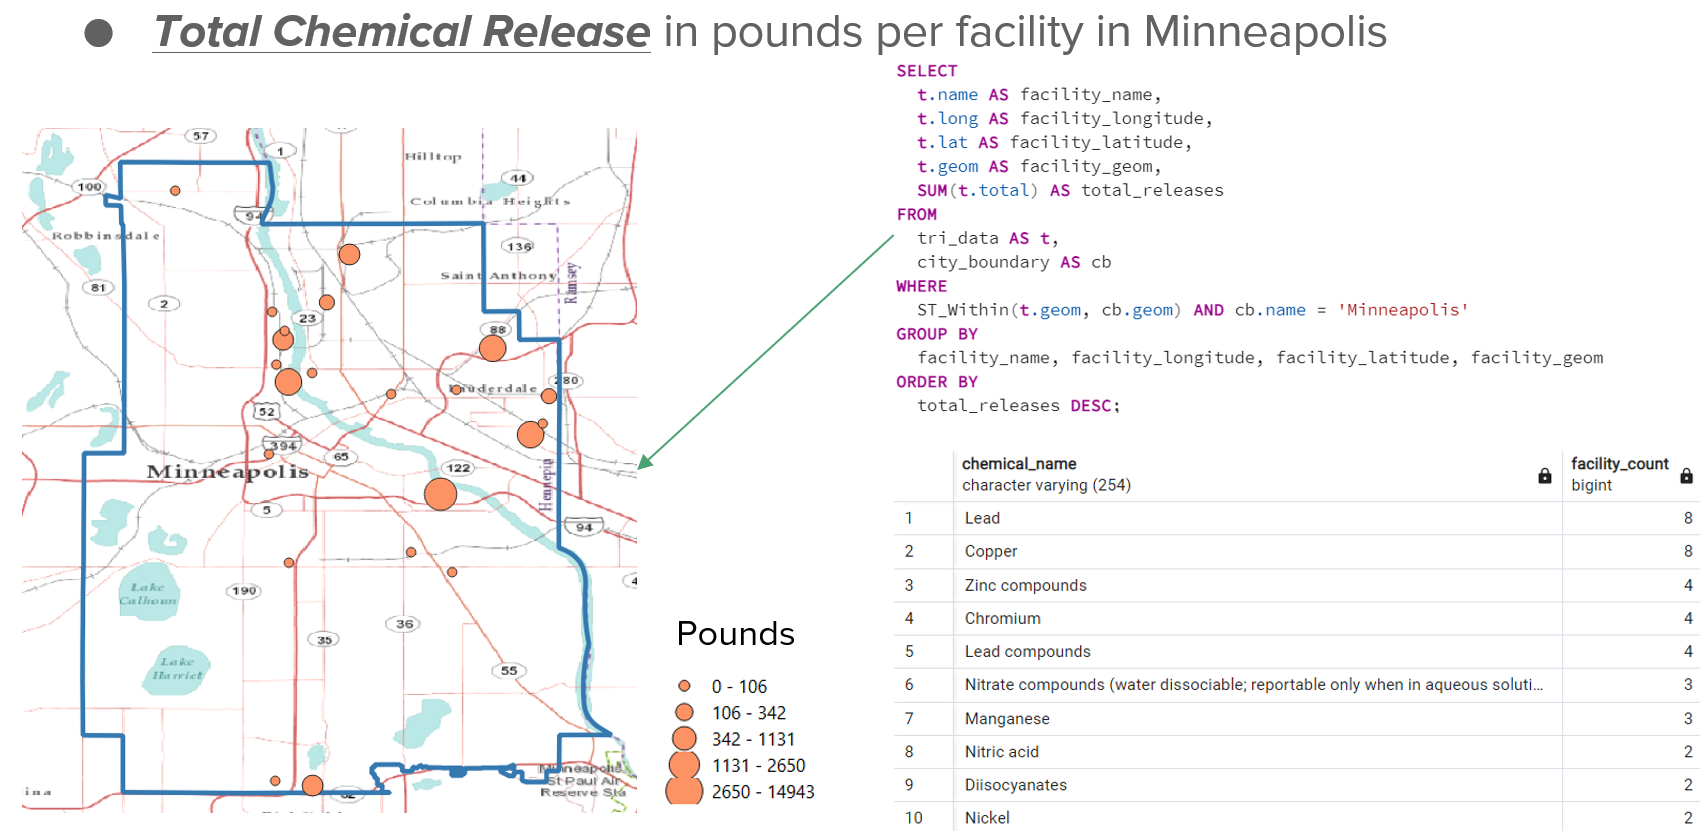 ● Total Chemical Release in pounds per facility in Minneapolis
SELECT
t.name AS facility_name,
t.long AS facility_longitude,
t.lat AS facility_latitude,
t.geom AS facility_geom,
SUM(t.total) AS total_releases
FROM
tri_data AS t,
city_boundary AS cb
WHERE
ST_Within(t.geom, cb.geom) AND cb.name = 'Minneapolis'
GROUP BY
facility_name, facility_longitude, facility_latitude, facility_geom
ORDER BY
total_releases DESC;
57
1
Hilltop
100
44
Columbia Heights
94
Robbinsdale
136
Saint Anthony
Ramsey
81
2
23
88
Lauderdale
280
52
394
65
Minneapolis
122
Hennepin
5
94
Lake
Calhoun
190
4
36
35
Lake
Harriet
55
Minneapolis
St Paul Air
Reserve Sta
ina
62
Pounds
0 - 106
106 - 342
342 - 1131
1131 - 2650
2650 - 14943
chemical_name
character varying (254)
facility_count
bigint
1 Lead 8
2 Copper 8
3 Zinc compounds 4
4 Chromium 4
5 Lead compounds 4
6 Nitrate compounds (water dissociable; reportable only when in aqueous soluti... 3
7 Manganese 3
8 Nitric acid 2
9 Diisocyanates 2
10 Nickel 2